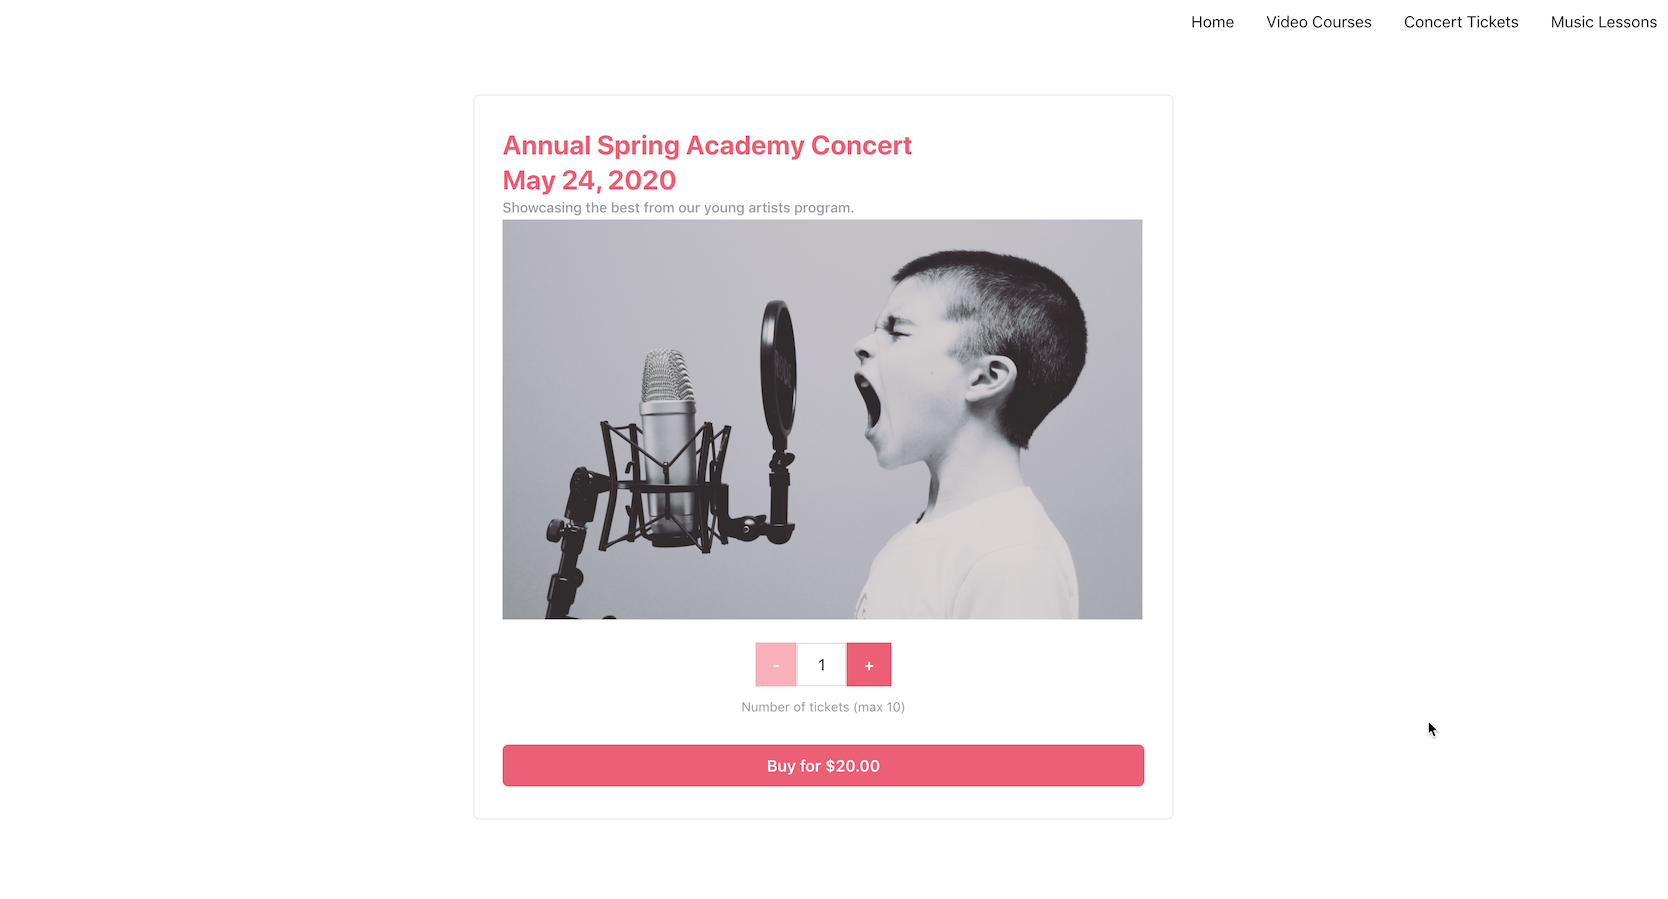 Home Video Courses Concert Tickets Music Lessons
Annual Spring Academy Concert
May 24, 2020
Showcasing the best from our young artists program.
- 1 +
Number of tickets (max 10)
Buy for $20.00